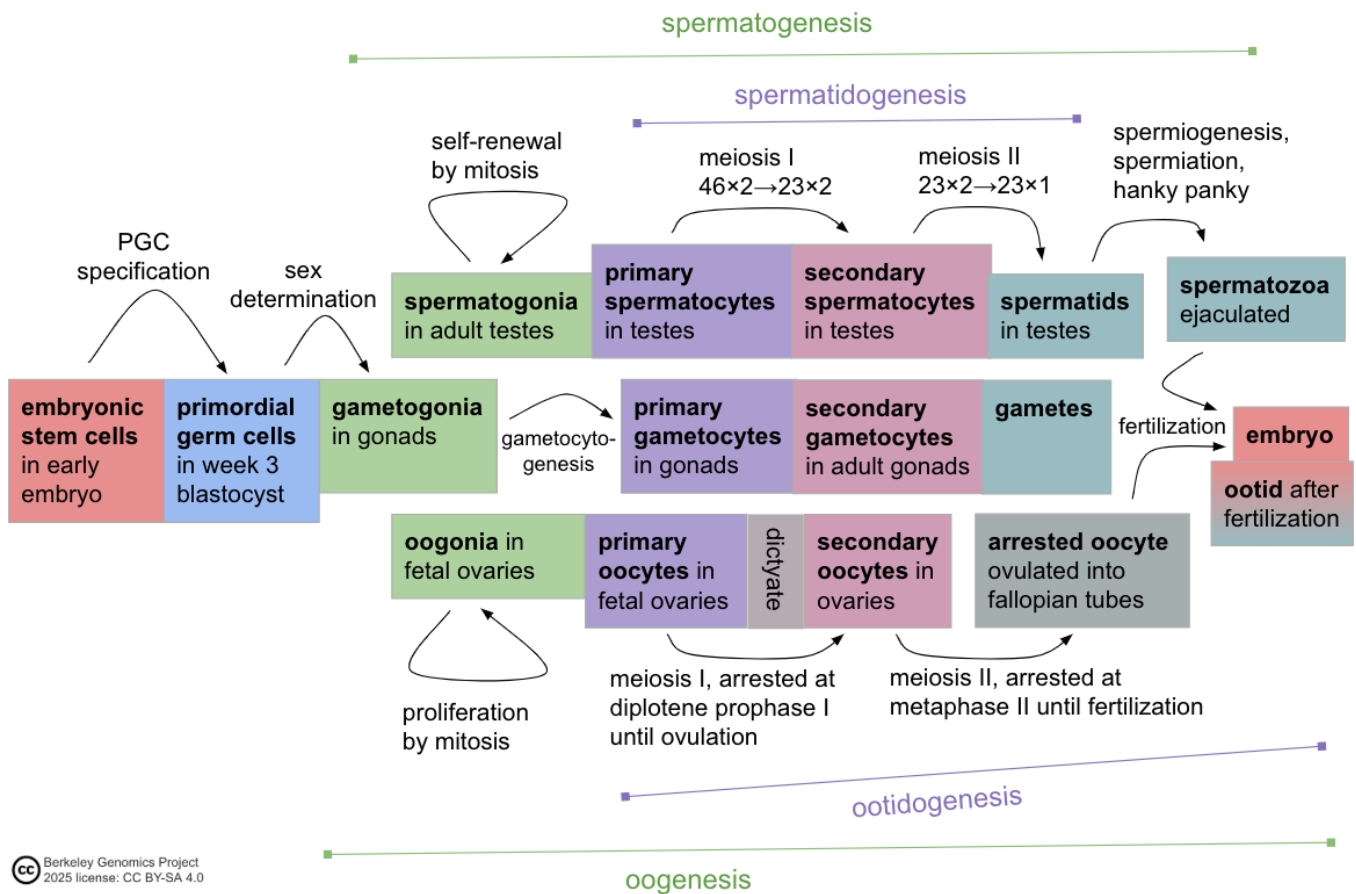 spermatogenesis
spermatidogenesis
self-renewal
by mitosis
meiosis I
46×2→23×2
meiosis II
23×2→23×1
spermiogenesis,
spermiation,
hanky panky
PGC
specification
sex
determination
spermatogonia
in adult testes
primary
spermatocytes
in testes
secondary
spermatocytes
in testes
spermatids
in testes
spermatozoa
ejaculated
embryonic
stem cells
in early
embryo
primordial
germ cells
in week 3
blastocyst
gametogonia
in gonads
gametocyto-
genesis
primary
gametocytes
in gonads
secondary
gametocytes
in adult gonads
gametes
fertilization
embryo
ootid after
fertilization
oogonia in
fetal ovaries
primary
oocytes in
fetal ovaries
dictyate
secondary
oocytes in
ovaries
arrested oocyte
ovulated into
fallopian tubes
proliferation
by mitosis
meiosis I, arrested at
diplotene prophase I
until ovulation
meiosis II, arrested at
metaphase II until fertilization
ootidogenesis
oogenesis
cc
Berkeley Genomics Project
2025 license: CC BY-SA 4.0